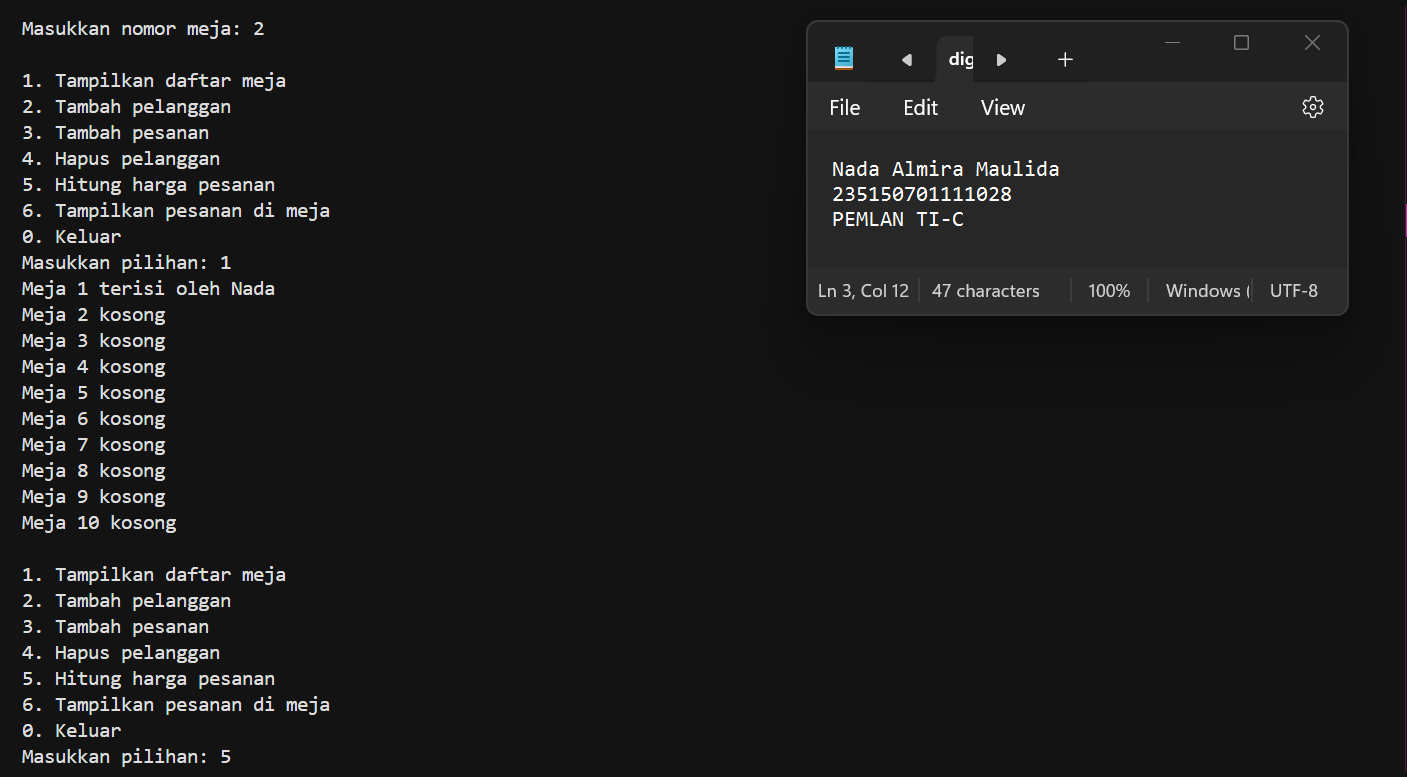 Masukkan nomor meja: 2
1. Tampilkan daftar meja
2. Tambah pelanggan
3. Tambah pesanan
4. Hapus pelanggan
5. Hitung harga pesanan
6. Tampilkan pesanan di meja
0. Keluar
Masukkan pilihan: 1
Meja 1 terisi oleh Nada
Meja 2 kosong
Meja 3 kosong
Meja 4 kosong
Meja 5 kosong
Meja 6 kosong
Meja 7 kosong
Meja 8 kosong
Meja 9 kosong
Meja 10 kosong
1. Tampilkan daftar meja
2. Tambah pelanggan
3. Tambah pesanan
4. Hapus pelanggan
5. Hitung harga pesanan
6. Tampilkan pesanan di meja
0. Keluar
Masukkan pilihan: 5
dig
File Edit View
Nada Almira Maulida
235150701111028
PEMLAN TI-C
Ln 3, Col 12 47 characters 100% Windows ( UTF-8